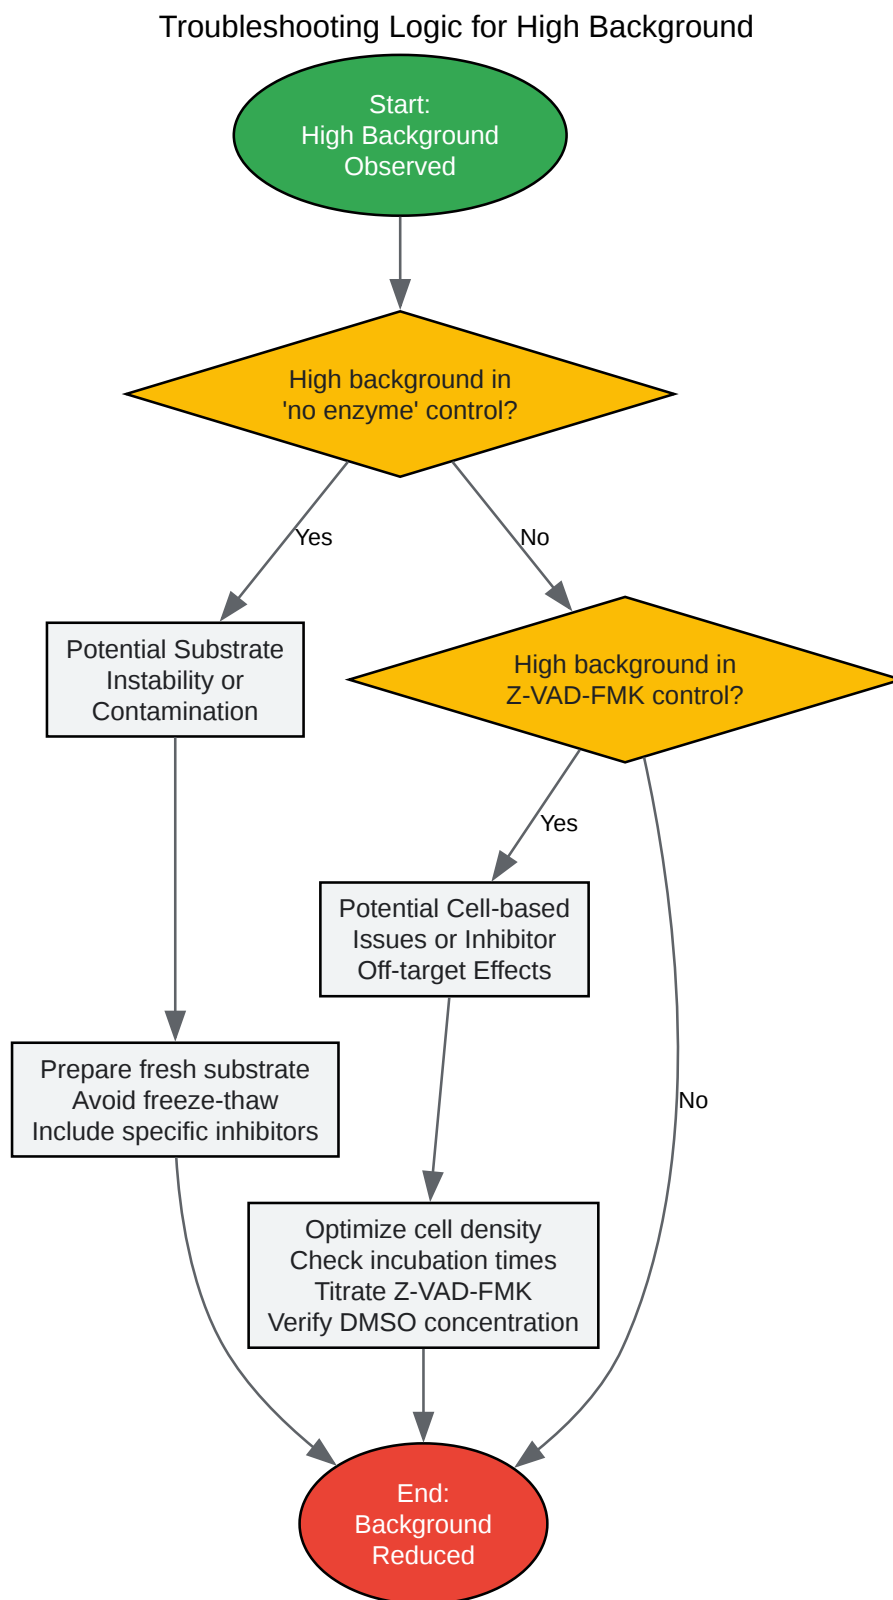 Troubleshooting Logic for High Background
Start:
High Background
Observed
High background in
'no enzyme' control?
Yes
No
Potential Substrate
Instability or
Contamination
High background in
Z-VAD-FMK control?
Yes
Potential Cell-based
Issues or Inhibitor
Off-target Effects
Prepare fresh substrate
Avoid freeze-thaw
Include specific inhibitors
No
Optimize cell density
Check incubation times
Titrate Z-VAD-FMK
Verify DMSO concentration
End:
Background
Reduced